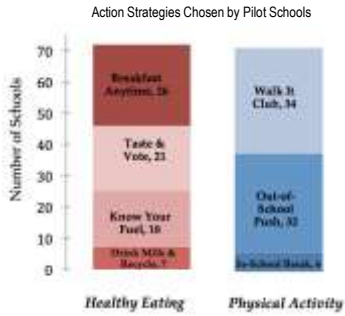 Action Strategies Chosen by Pilot Schools
Number of Schools
70
60
50
40
30
20
10
0
Breakfast
Anytime, 26
Taste &
Vote, 21
Know Your
Fuel, 18
Drink Milk &
Recycle, 7
Walk It
Club, 34
Out-of-
School
Push, 32
In-School Break, 6
Healthy Eating
Physical Activity